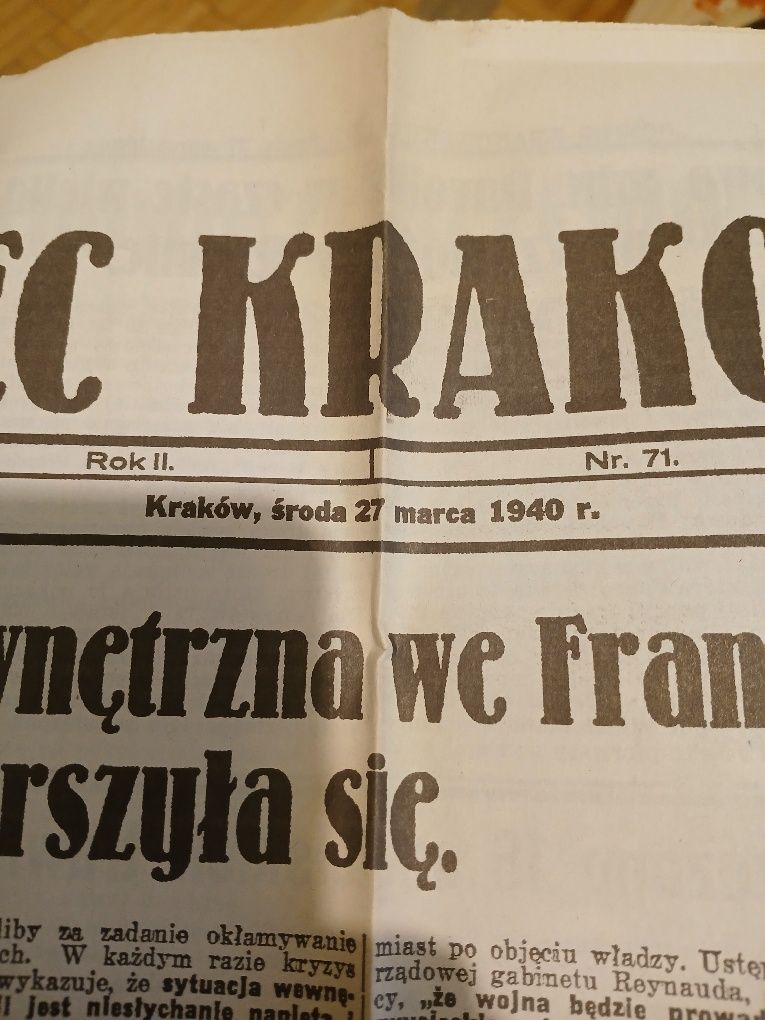 EC KRAKO
Rok II.
Nr. 71.
Kraków, środa 27 marca 1940 r.
wnętrzna we Fran
rszyła się.
liby za zadanie okłamywanie
ch. W każdym razie kryzys
wykazuje, że sytuacja wewnę-
jest niesłychanie napięta i
miast po objęciu władzy. Ustęp
rządowej gabinetu Reynauda,
cy, „że wojna będzie prowad